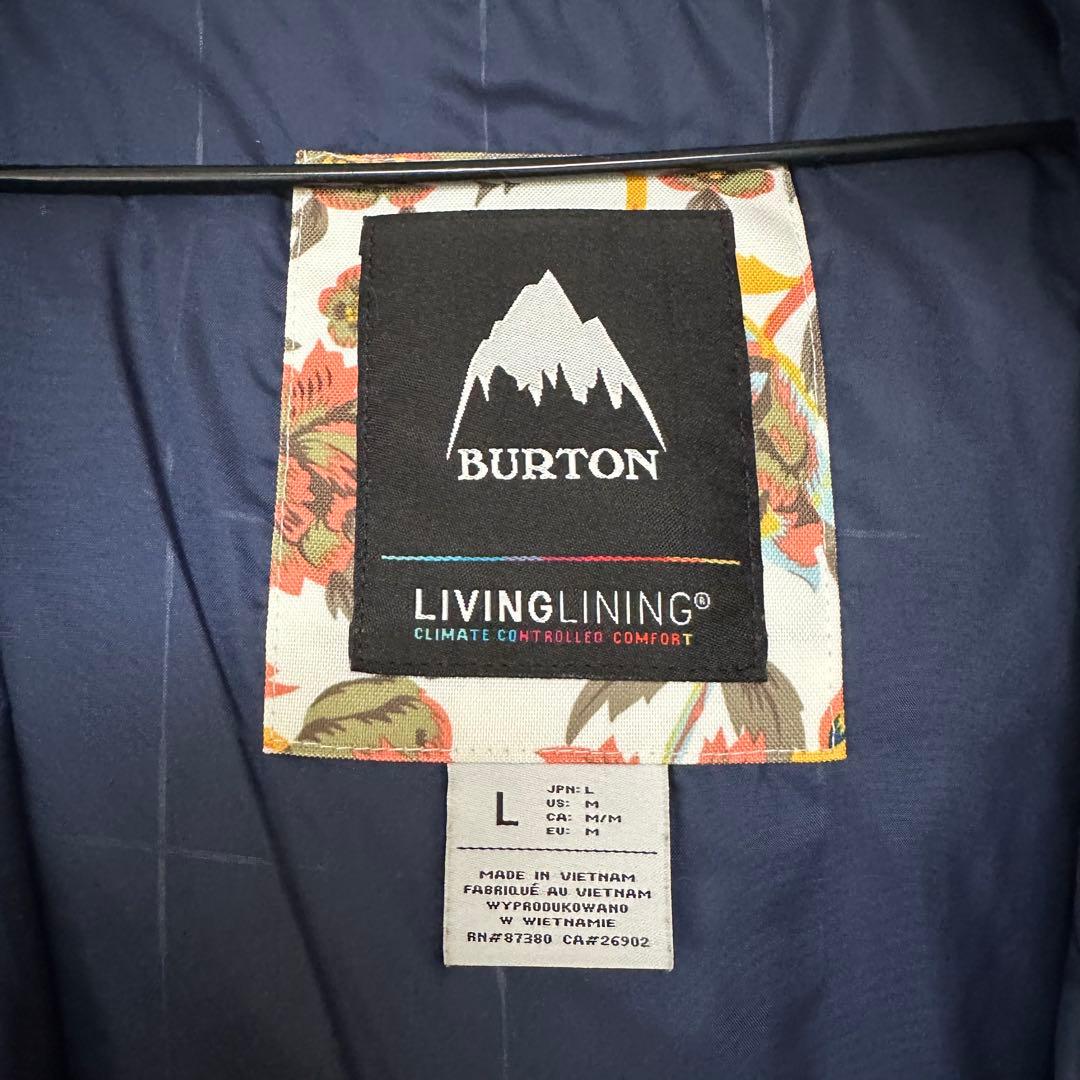 BURTON
LIVINGLINING®
CLIMATE CONTROLLED COMFORT
L
JPN: L
US: M
CA: M/M
EU: M
MADE IN VIETNAM
FABRIQUÉ AU VIETNAM
WYPRODUKOWANO
W WIETNAMIE
RN#87380 CA#26902